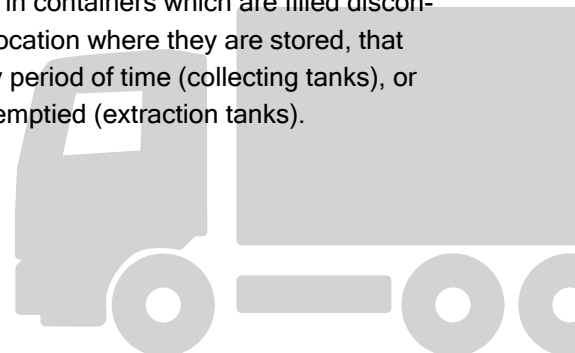 in containers which are filled discon-
ocation where they are stored, that
period of time (collecting tanks), or
emptied (extraction tanks).